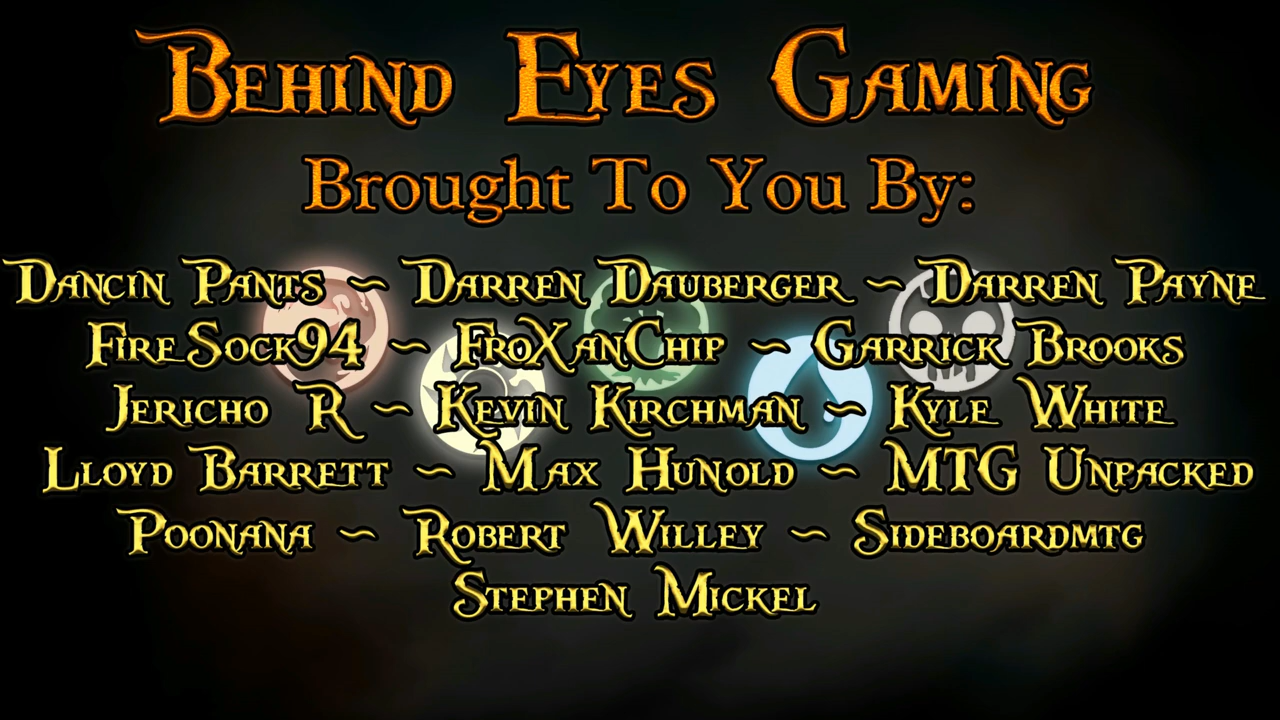 Behind Eyes Gaming
Brought To You By:
Dancin Pants ~ Darren Dauberger ~ Darren Payne
FireSock94 ~ FroXanChip ~ Garrick Brooks
Jericho R ~ Kevin Kirchman ~ Kyle White
Lloyd Barrett ~ Max Hunold ~ MTG Unpacked
Poonana ~ Robert Willey ~ Sideboardmtg
Stephen Mickel